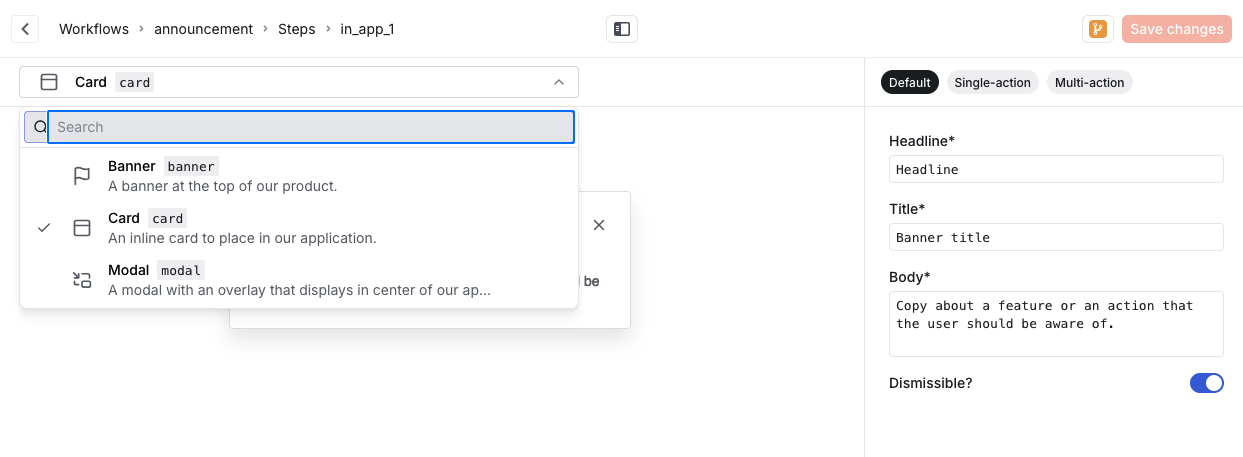 Workflows > announcement > Steps > in_app_1
Save changes
Card card
Default Single-action Multi-action
Search
Banner banner
A banner at the top of our product.
Card card
An inline card to place in our application.
Modal modal
A modal with an overlay that displays in center of our ap...
be
Headline*
Headline
Title*
Banner title
Body*
Copy about a feature or an action that
the user should be aware of.
Dismissible?